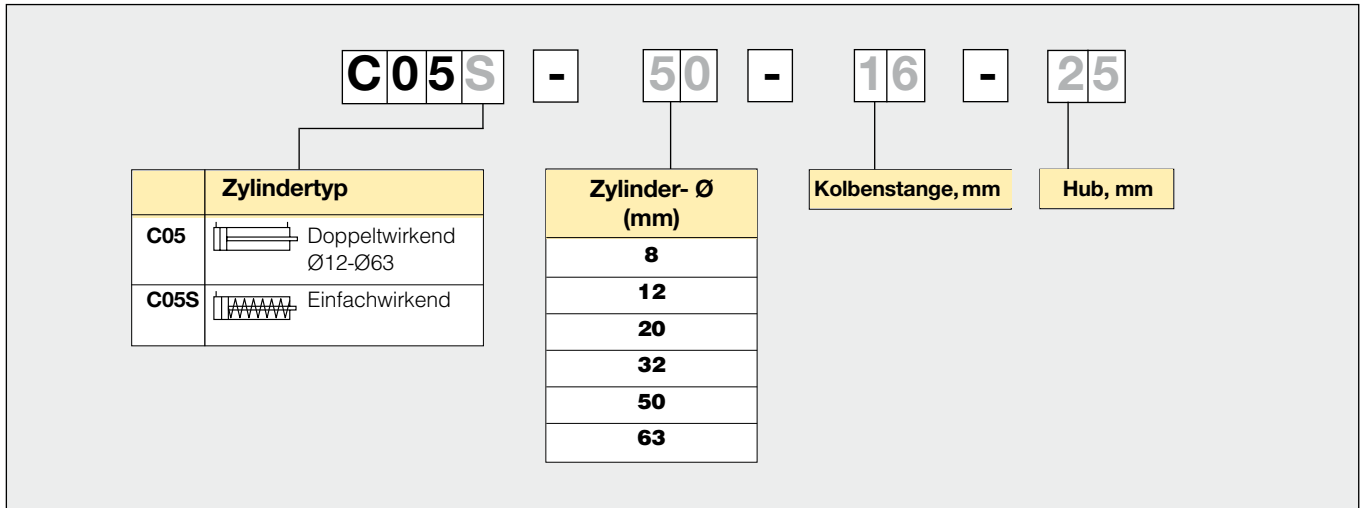 C05S - 50 - 16 - 25
Zylindertyp
C05 Doppeltwirkend
Ø12-Ø63
C05S Einfachwirkend
Zylinder- Ø
(mm)
8
12
20
32
50
63
Kolbenstange, mm
Hub, mm